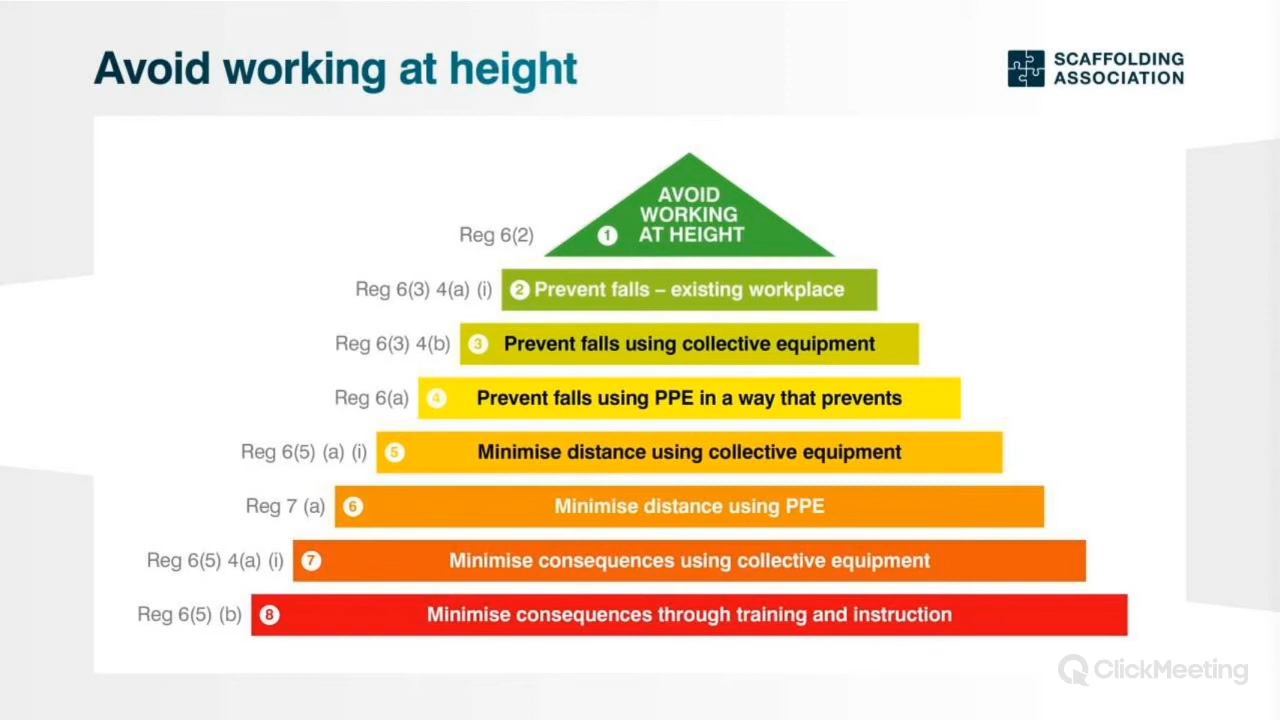 Avoid working at height
SCAFFOLDING
ASSOCIATION
AVOID
WORKING
Reg 6(2) 1 AT HEIGHT
Reg 6(3) 4(a) (i) 2 Prevent falls – existing workplace
Reg 6(3) 4(b) 3 Prevent falls using collective equipment
Reg 6(a) 4 Prevent falls using PPE in a way that prevents
Reg 6(5) (a) (i) 5 Minimise distance using collective equipment
Reg 7 (a) 6 Minimise distance using PPE
Reg 6(5) 4(a) (i) 7 Minimise consequences using collective equipment
Reg 6(5) (b) 8 Minimise consequences through training and instruction
ClickMeeting